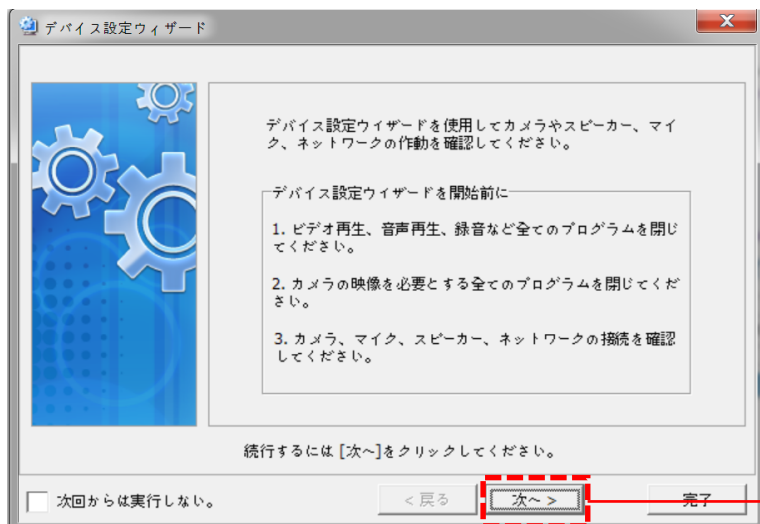 デバイス設定ウィザード
X
デバイス設定ウィザードを使用してカメラやスピーカー、マイ
ク、ネットワークの作動を確認してください。
デバイス設定ウィザードを開始前に
1. ビデオ再生、音声再生、録音など全てのプログラムを閉じ
てください。
2. カメラの映像を必要とする全てのプログラムを閉じてくだ
さい。
3. カメラ、マイク、スピーカー、ネットワークの接続を確認
してください。
続行するには [次へ]をクリックしてください。
次回からは実行しない。
< 戻る
次へ >
完了